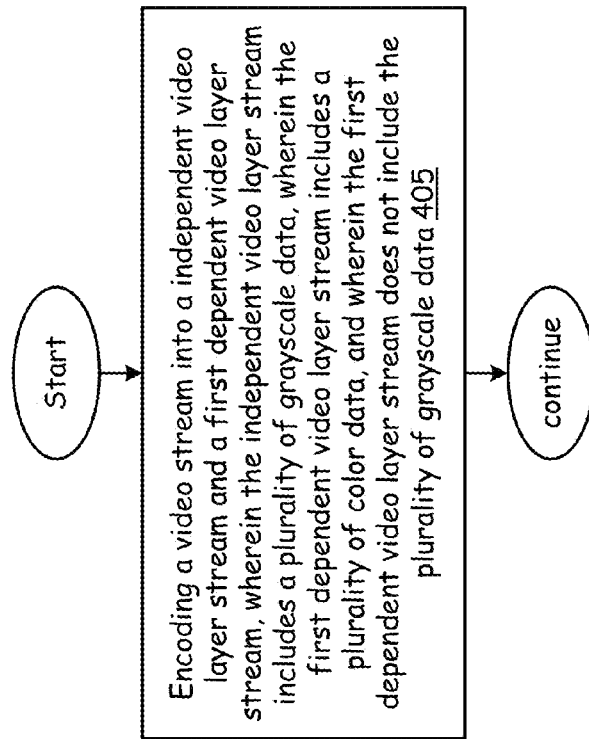 Start
Encoding a video stream into a independent video
layer stream and a first dependent video layer
stream, wherein the independent video layer stream
includes a plurality of grayscale data, wherein the
first dependent video layer stream includes a
plurality of color data, and wherein the first
dependent video layer stream does not include the
plurality of grayscale data 405
continue